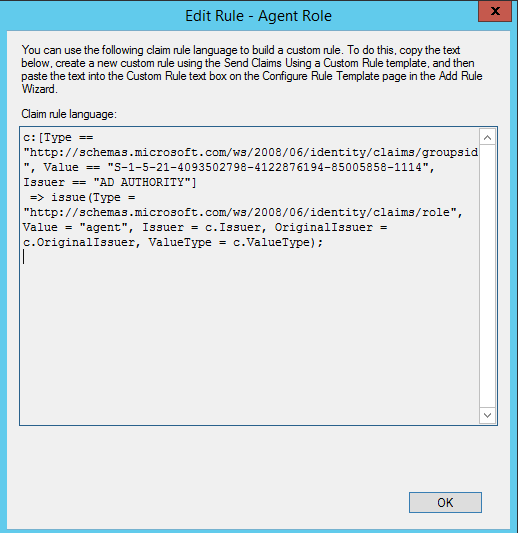 Edit Rule - Agent Role
x
You can use the following claim rule language to build a custom rule. To do this, copy the text
below, create a new custom rule using the Send Claims Using a Custom Rule template, and then
paste the text into the Custom Rule text box on the Configure Rule Template page in the Add Rule
Wizard.
Claim rule language:
c:[Type ==
"http://schemas.microsoft.com/ws/2008/06/identity/claims/groupsid
", Value == "S-1-5-21-4093502798-4122876194-85005858-1114",
Issuer == "AD AUTHORITY"]
=> issue(Type =
"http://schemas.microsoft.com/ws/2008/06/identity/claims/role",
Value = "agent", Issuer = c.Issuer, OriginalIssuer =
c.OriginalIssuer, ValueType = c.ValueType);
OK